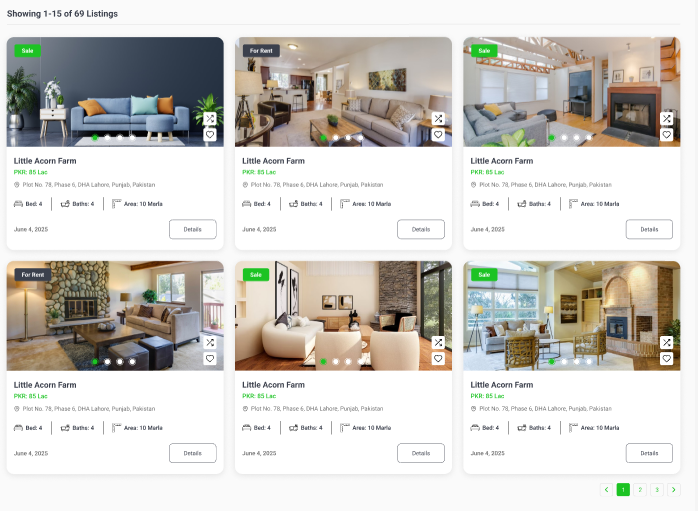 Showing 1-15 of 69 Listings
Sale
For Rent
Sale
Little Acorn Farm
Little Acorn Farm
Little Acorn Farm
PKR: 85 Lac
PKR: 85 Lac
PKR: 85 Lac
Plot No. 78, Phase 6, DHA Lahore, Punjab, Pakistan
Plot No. 78, Phase 6, DHA Lahore, Punjab, Pakistan
Plot No. 78, Phase 6, DHA Lahore, Punjab, Pakistan
Bed: 4 Baths: 4 Area: 10 Marla
Bed: 4 Baths: 4 Area: 10 Marla
Bed: 4 Baths: 4 Area: 10 Marla
June 4, 2025 Details
June 4, 2025 Details
June 4, 2025 Details
For Rent
Sale
Sale
Little Acorn Farm
Little Acorn Farm
Little Acorn Farm
PKR: 85 Lac
PKR: 85 Lac
PKR: 85 Lac
Plot No. 78, Phase 6, DHA Lahore, Punjab, Pakistan
Plot No. 78, Phase 6, DHA Lahore, Punjab, Pakistan
Plot No. 78, Phase 6, DHA Lahore, Punjab, Pakistan
Bed: 4 Baths: 4 Area: 10 Marla
Bed: 4 Baths: 4 Area: 10 Marla
Bed: 4 Baths: 4 Area: 10 Marla
June 4, 2025 Details
June 4, 2025 Details
June 4, 2025 Details
1 2 3